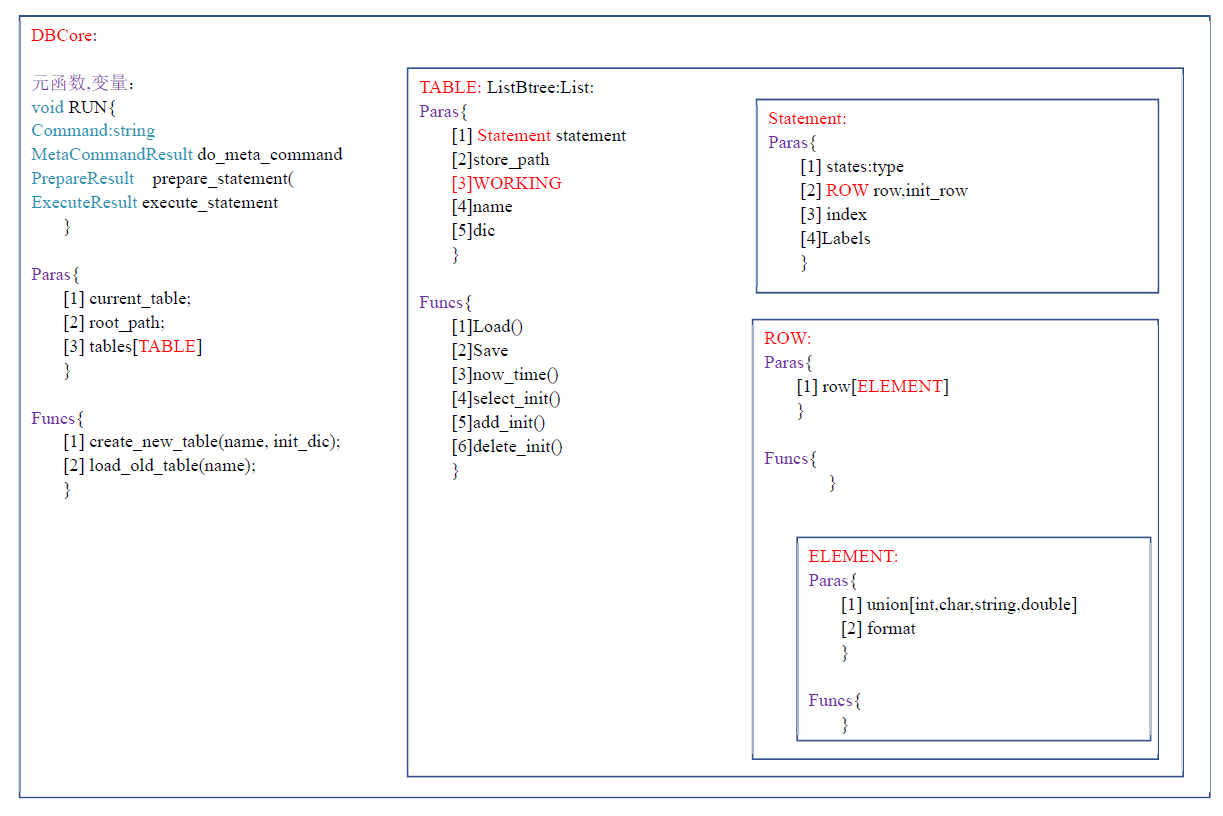 DBCore:
元函数,变量:
void RUN{
Command:string
MetaCommandResult do_meta_command
PrepareResult prepare_statement(
ExecuteResult execute_statement
}
Paras{
[1] current_table;
[2] root_path;
[3] tables[TABLE]
}
Funcs{
[1] create_new_table(name, init_dic);
[2] load_old_table(name);
}
TABLE: ListBtree:List:
Paras{
[1] Statement statement
[2]store_path
[3]WORKING
[4]name
[5]dic
}
Funcs{
[1]Load()
[2]Save
[3]now_time()
[4]select_init()
[5]add_init()
[6]delete_init()
}
Statement:
Paras{
[1] states:type
[2] ROW row,init_row
[3] index
[4]Labels
}
ROW:
Paras{
[1] row[ELEMENT]
}
Funcs{
}
ELEMENT:
Paras{
[1] union[int,char,string,double]
[2] format
}
Funcs{
}